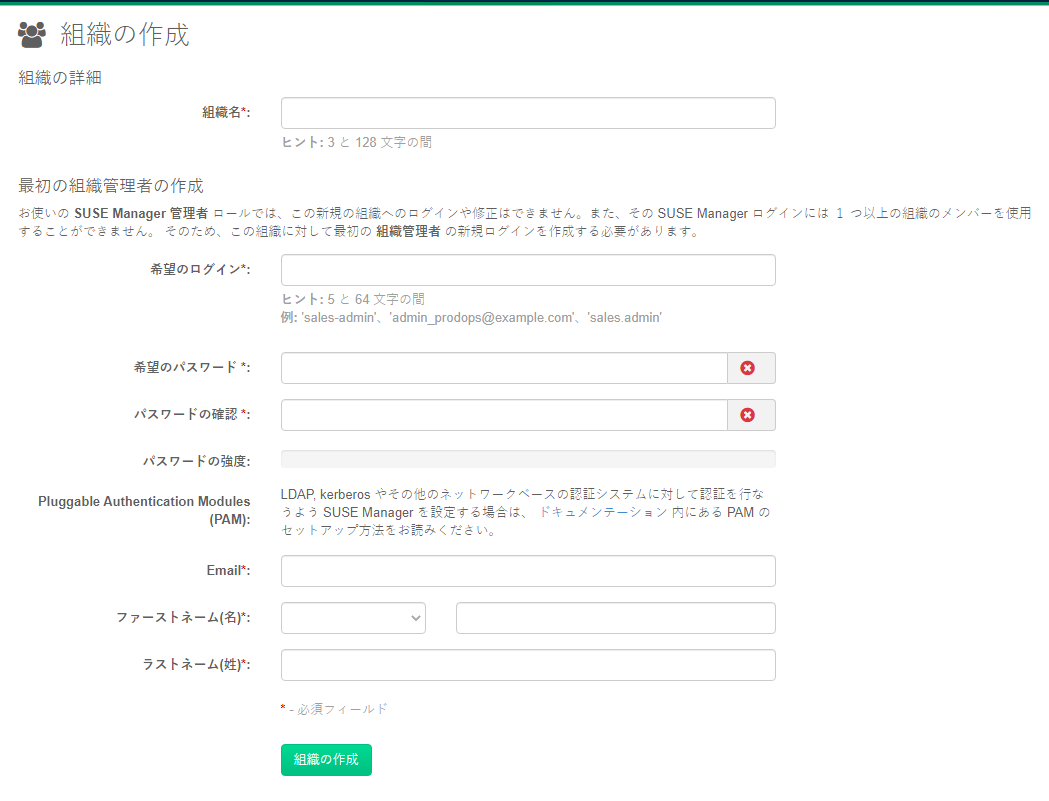 組織の作成
組織の詳細
組織名*:
ヒント: 3 と 128 文字の間
最初の組織管理者の作成
お使いの SUSE Manager 管理者 ロールでは、この新規の組織へのログインや修正はできません。また、その SUSE Manager ログインには 1 つ以上の組織のメンバーを使用
することができません。 そのため、この組織に対して最初の 組織管理者 の新規ログインを作成する必要があります。
希望のログイン*:
ヒント: 5 と 64 文字の間
例: 'sales-admin'、'admin_prodops@example.com'、'sales.admin'
希望のパスワード *:
パスワードの確認 *:
パスワードの強度:
Pluggable Authentication Modules
(PAM):
LDAP, kerberos やその他のネットワークベースの認証システムに対して認証を行な
うよう SUSE Manager を設定する場合は、 ドキュメンテーション 内にある PAM の
セットアップ方法をお読みください。
Email*:
ファーストネーム(名)*:
ラストネーム(姓)*:
* - 必須フィールド
組織の作成